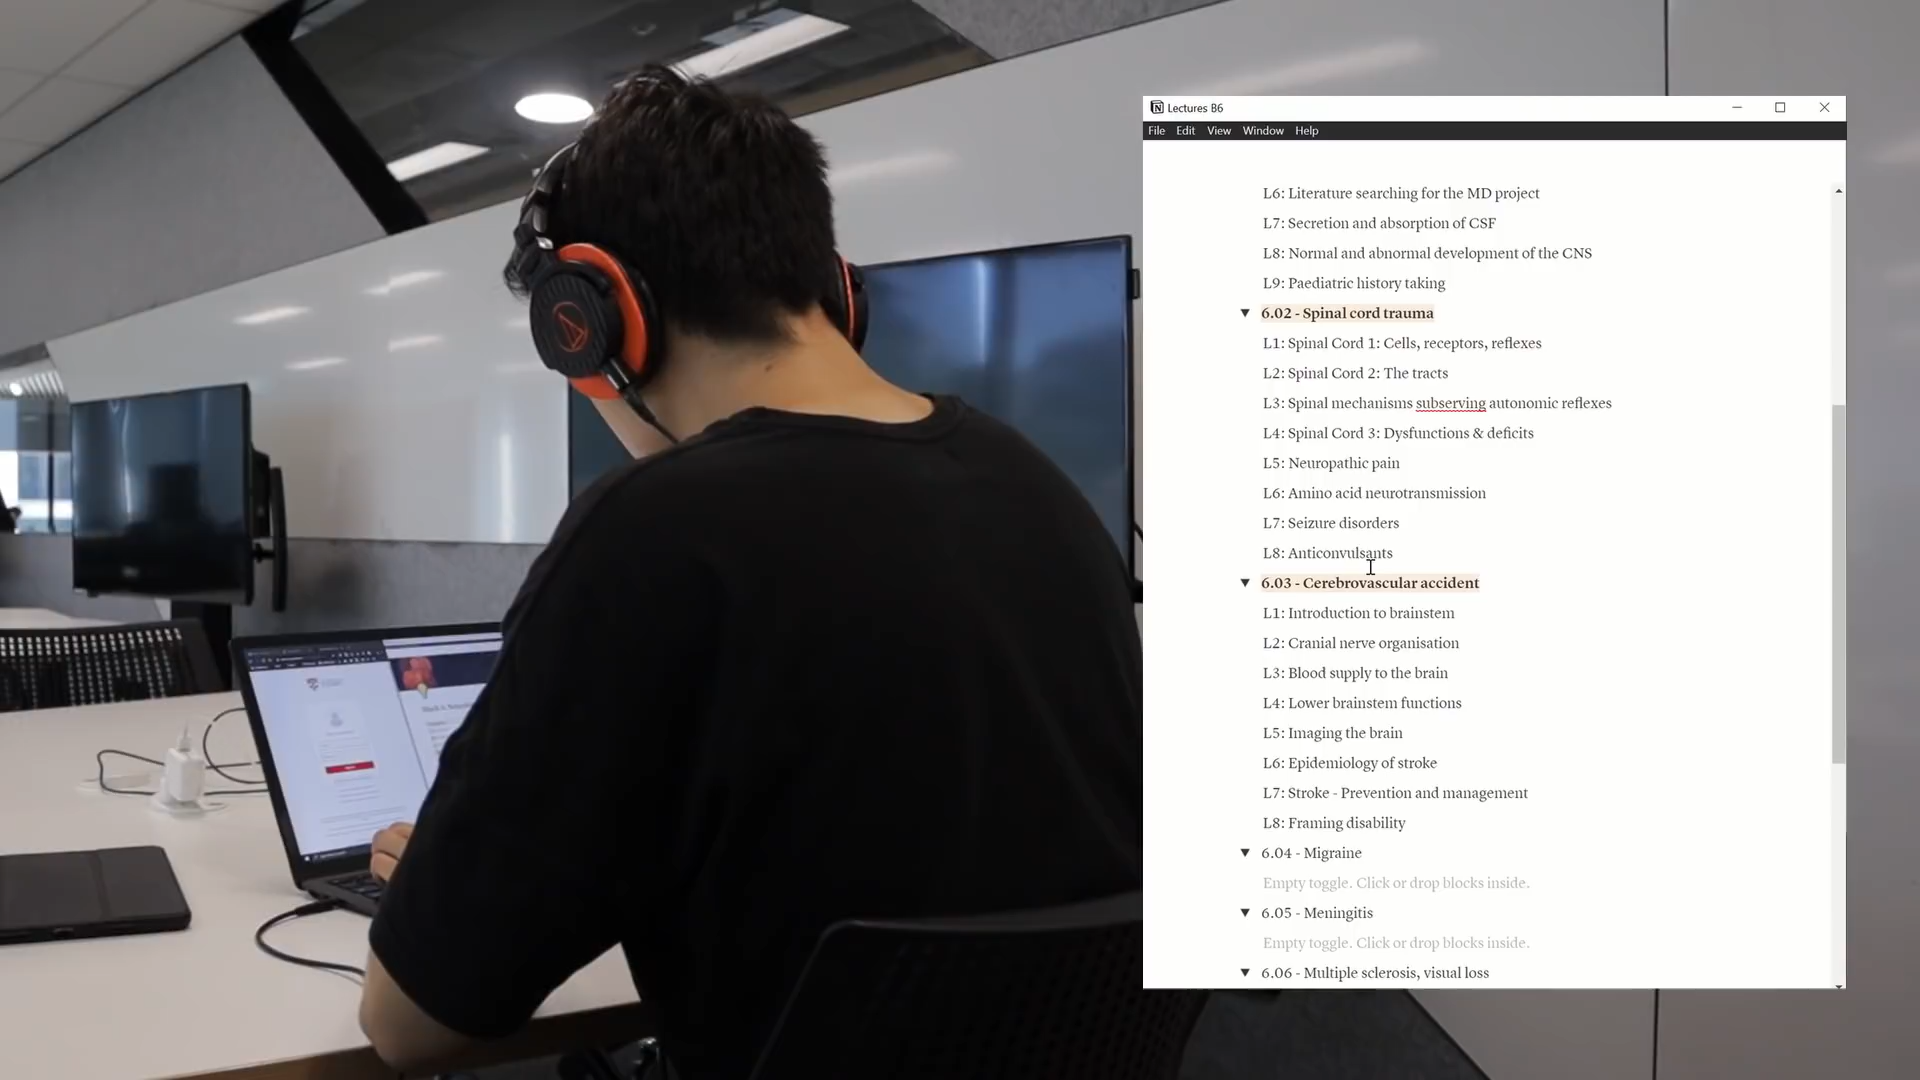 Lectures B6
File Edit View Window Help
L6: Literature searching for the MD project
L7: Secretion and absorption of CSF
L8: Normal and abnormal development of the CNS
L9: Paediatric history taking
6.02 - Spinal cord trauma
L1: Spinal Cord 1: Cells, receptors, reflexes
L2: Spinal Cord 2: The tracts
L3: Spinal mechanisms subserving autonomic reflexes
L4: Spinal Cord 3: Dysfunctions & deficits
L5: Neuropathic pain
L6: Amino acid neurotransmission
L7: Seizure disorders
L8: Anticonvulsants
6.03 - Cerebrovascular accident
L1: Introduction to brainstem
L2: Cranial nerve organisation
L3: Blood supply to the brain
L4: Lower brainstem functions
L5: Imaging the brain
L6: Epidemiology of stroke
L7: Stroke - Prevention and management
L8: Framing disability
6.04 - Migraine
Empty toggle. Click or drop blocks inside.
6.05 - Meningitis
Empty toggle. Click or drop blocks inside.
6.06 - Multiple sclerosis, visual loss